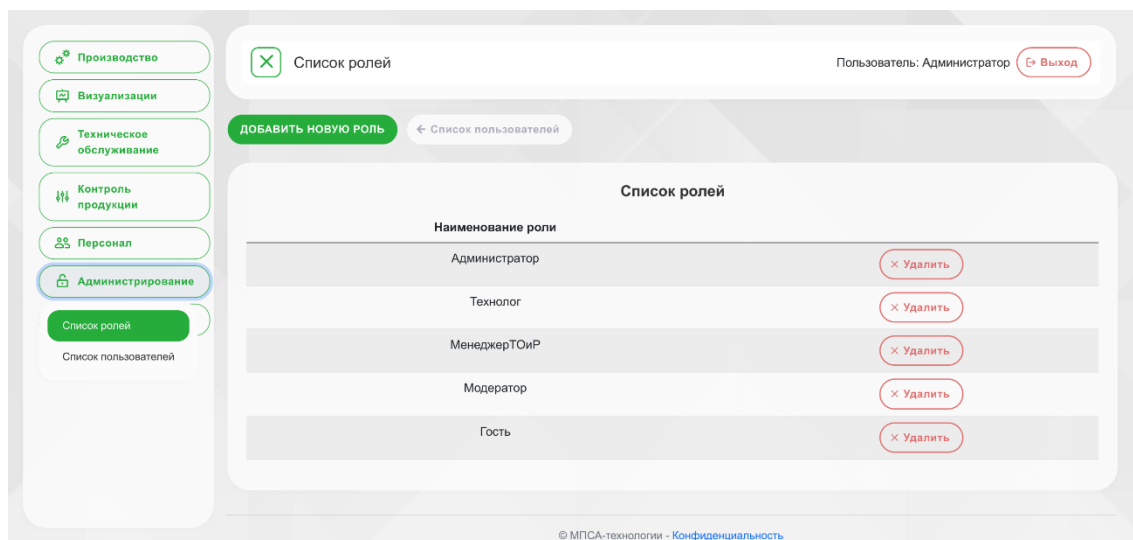 Производство
Визуализации
Техническое
обслуживание
Контроль
продукции
Персонал
Администрирование
Список ролей
Список пользователей
Список ролей
Пользователь: Администратор
Выход
ДОБАВИТЬ НОВУЮ РОЛЬ
← Список пользователей
Список ролей
Наименование роли
Администратор
× Удалить
Технолог
× Удалить
МенеджерТОиР
× Удалить
Модератор
× Удалить
Гость
× Удалить
© МПСА-технологии - Конфиденциальность